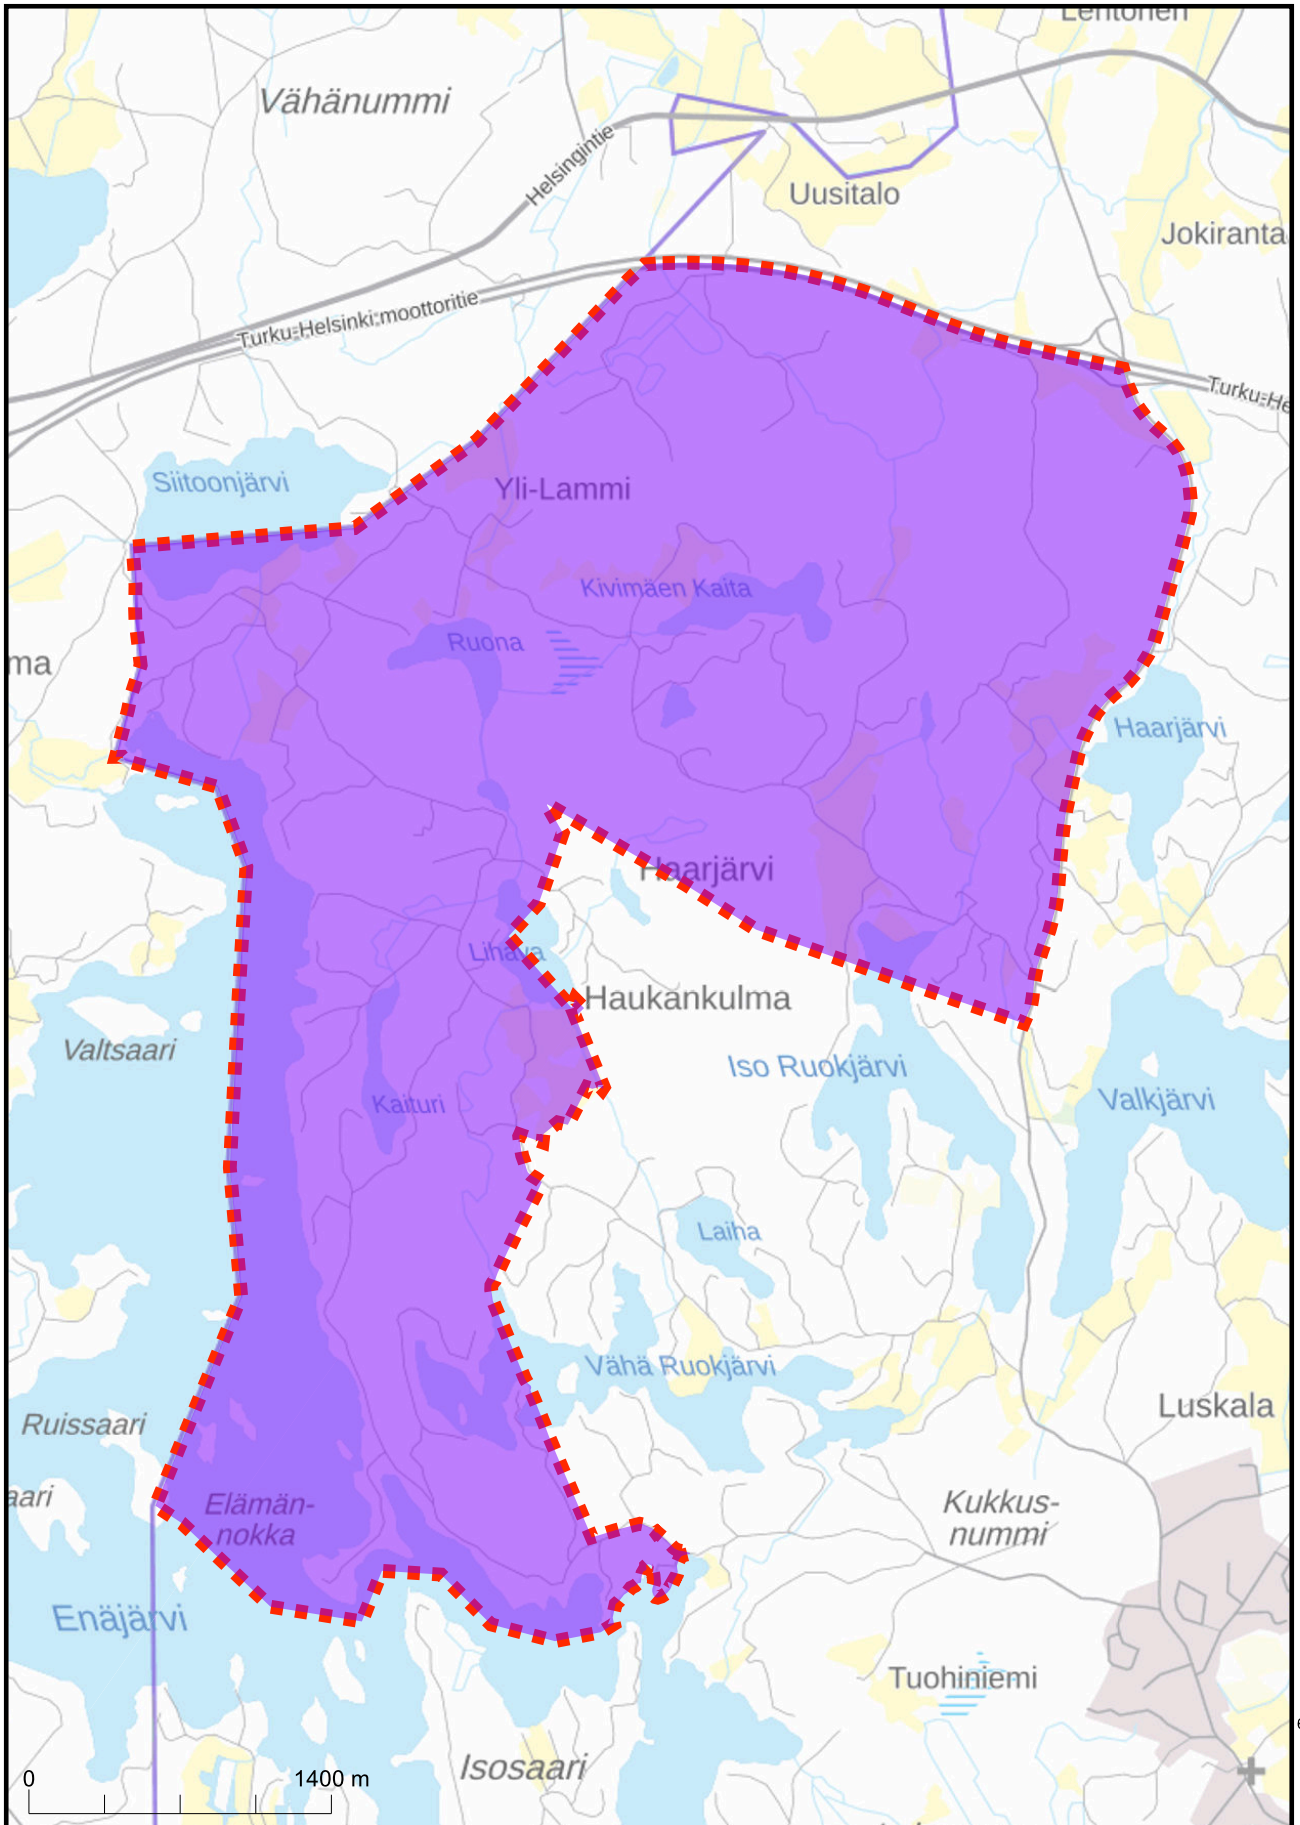 Lehtonen
Vähänummi
Helsingintie
Uusitalo
Jokiranta
Turku-Helsinki moottoritie
Turku-He
Siitoonjärvi
Yli-Lammi
Kivimäen Kaita
Ruona
ma
Haarjärvi
Haarjärvi
Lihava
Haukankulma
Valtsaari
Iso Ruokjärvi
Valkjärvi
Kaituri
Laiha
Vähä Ruokjärvi
Luskala
Ruissaari
aari
Elämän-
nokka
Kukkus-
nummi
Enäjärvi
Tuohiniemi
Isosaari
0 1400 m